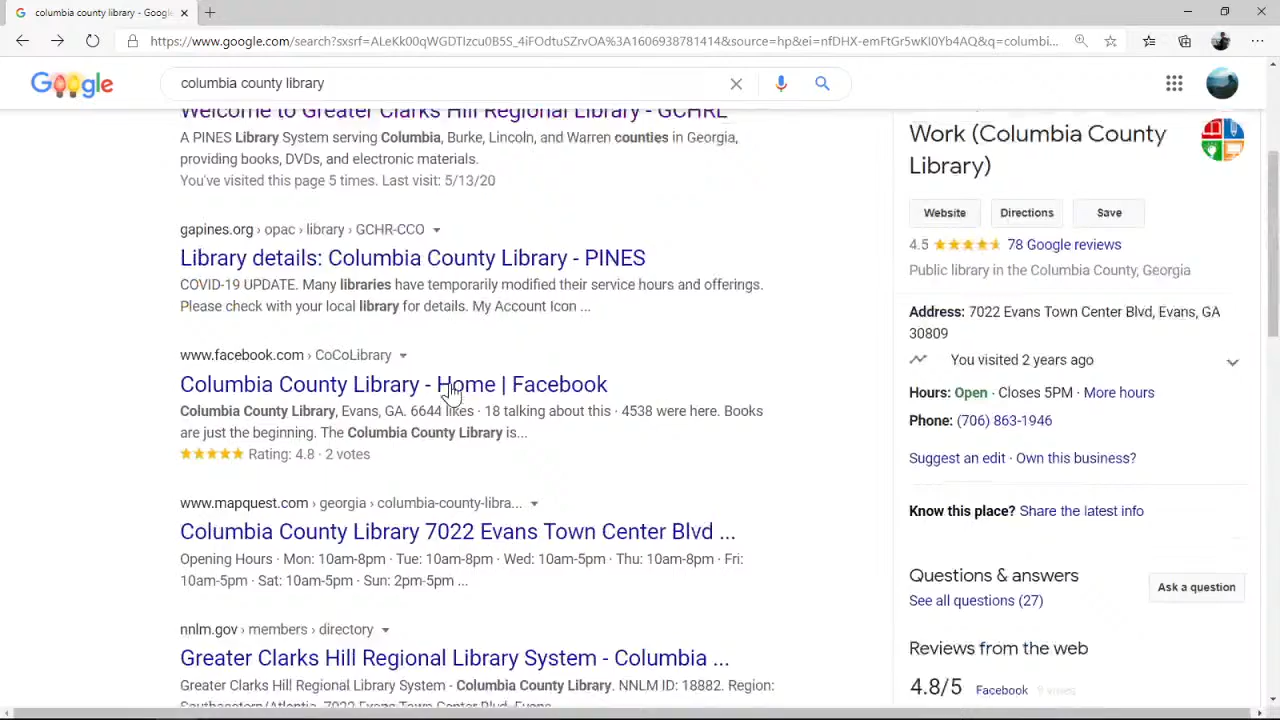 columbia county library - Googl
https://www.google.com/search?sxsrf=ALeKk00qWGDTIzcu0B5S_4iFOdtuSZrvOA%3A1606938781414&source=hp&ei=nfDHX-emFtGr5wKI0Yb4AQ&q=columbi...
Google
columbia county library
Welcome to Greater Clarks Hill Regional Library - GCHRL
A PINES Library System serving Columbia, Burke, Lincoln, and Warren counties in Georgia,
providing books, DVDs, and electronic materials.
You've visited this page 5 times. Last visit: 5/13/20
gapines.org › opac › library › GCHR-CCO
Library details: Columbia County Library - PINES
COVID-19 UPDATE. Many libraries have temporarily modified their service hours and offerings.
Please check with your local library for details. My Account Icon ...
www.facebook.com › CoCoLibrary
Columbia County Library - Home | Facebook
Columbia County Library, Evans, GA. 6644 likes · 18 talking about this · 4538 were here. Books
are just the beginning. The Columbia County Library is...
Rating: 4.8 · 2 votes
www.mapquest.com › georgia › columbia-county-libra...
Columbia County Library 7022 Evans Town Center Blvd ...
Opening Hours · Mon: 10am-8pm · Tue: 10am-8pm · Wed: 10am-5pm · Thu: 10am-8pm · Fri:
10am-5pm · Sat: 10am-5pm · Sun: 2pm-5pm ...
nnlm.gov › members › directory
Greater Clarks Hill Regional Library System - Columbia ...
Greater Clarks Hill Regional Library System - Columbia County Library. NNLM ID: 18882. Region:
Southeastern/Atlantic. 7022 Evans Town Center Blvd. Evans
Work (Columbia County
Library)
Website
Directions
Save
4.5
78 Google reviews
Public library in the Columbia County, Georgia
Address: 7022 Evans Town Center Blvd, Evans, GA
30809
You visited 2 years ago
Hours: Open · Closes 5PM · More hours
Phone: (706) 863-1946
Suggest an edit · Own this business?
Know this place? Share the latest info
Questions & answers
See all questions (27)
Ask a question
Reviews from the web
4.8/5
Facebook